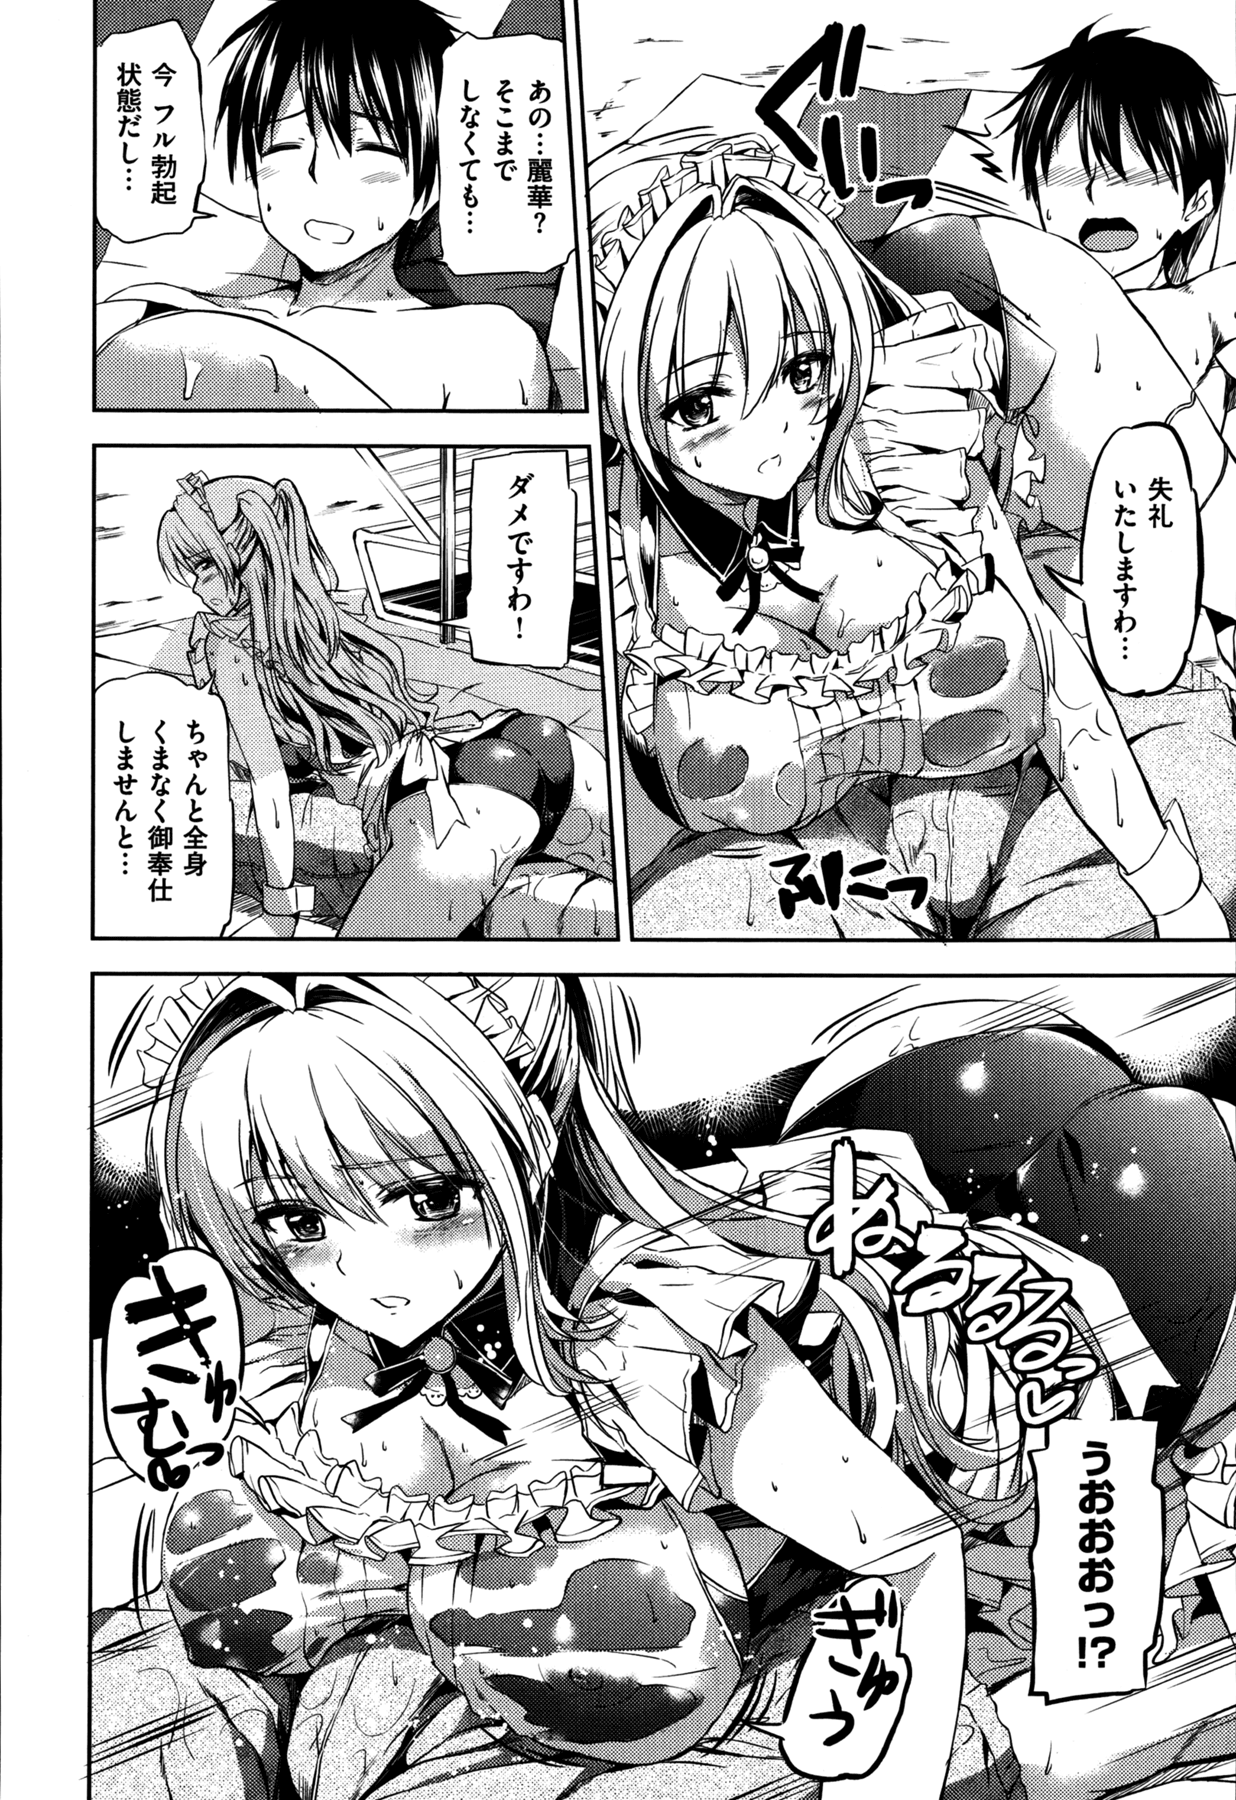 ぐいっ
失礼
いたしますわ…
ふにこっ
あの…麗華?
そこまで
しなくても…
今 フル勃起
状態だし…
ダメですわ!
ちゃんと全身
くまなく御奉仕
しませんと…
ぬるるるるっ♡
うおおおおっ!?
きゅむっ
ぎゅう